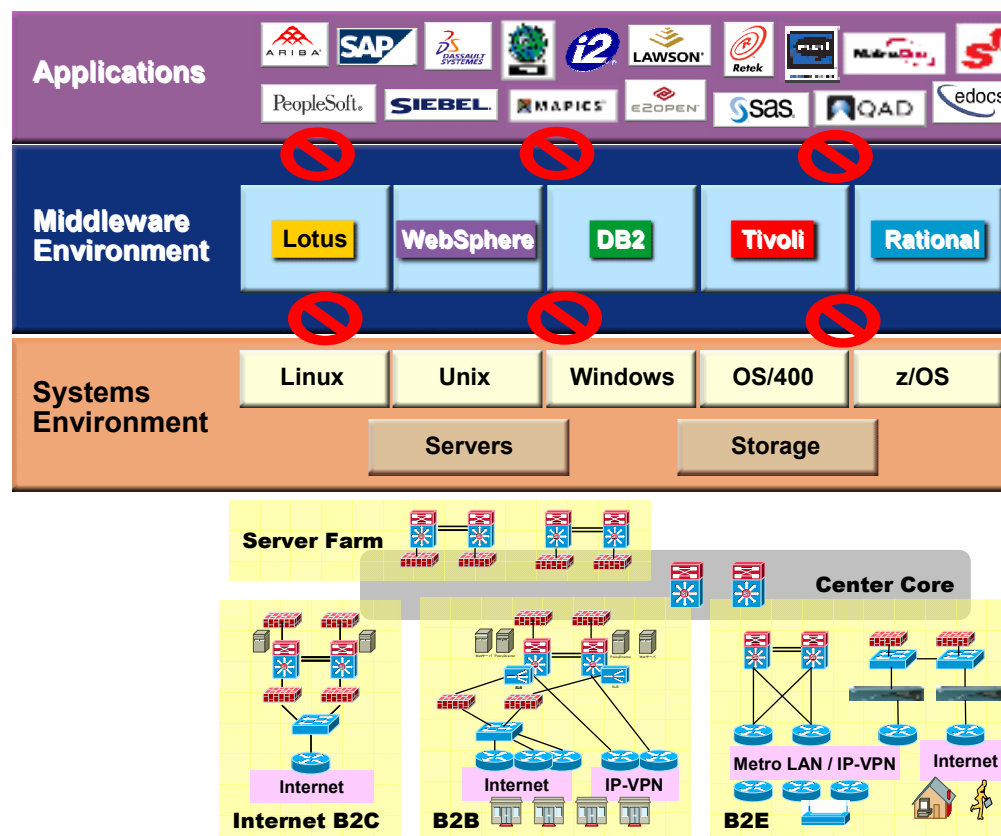 Applications
ARIBA
SAP
DASSAULT
SYSTEMES
i2
LAWSON
Retek
PeopleSoft.
SIEBEL.
MAPICS
E2OPEN
sas
QAD
edocs
Middleware
Environment
Lotus
WebSphere
DB2
Tivoli
Rational
Systems
Environment
Linux
Unix
Windows
OS/400
z/OS
Servers
Storage
Server Farm
Center Core
Internet
Internet B2C
SLB
SLB
Internet
IP-VPN
B2B
Metro LAN / IP-VPN
Internet
B2E